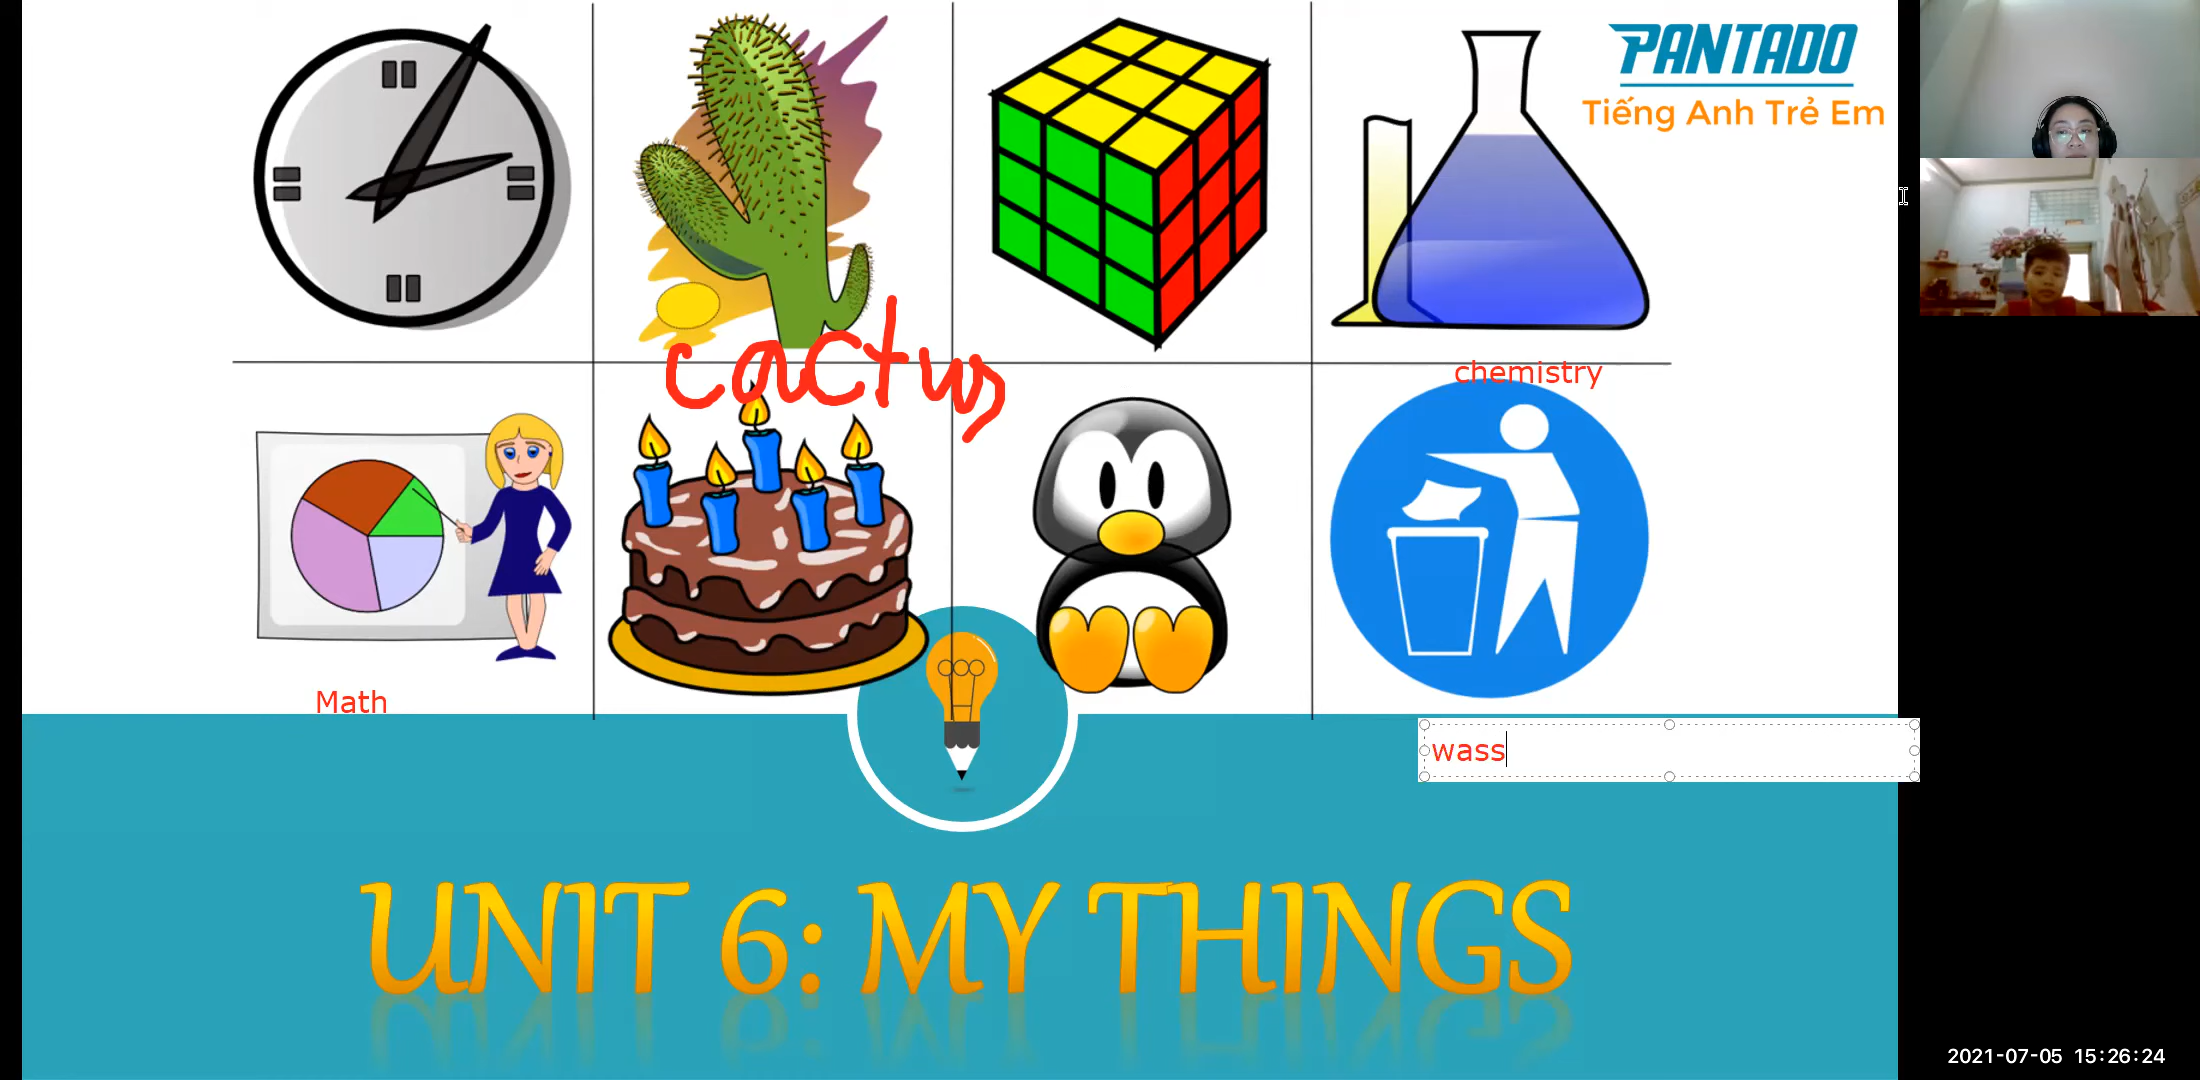 PANTADO
Tiếng Anh Trẻ Em
cactus
chemistry
Math
wass
UNIT 6: MY THINGS
2021-07-05 15:26:24